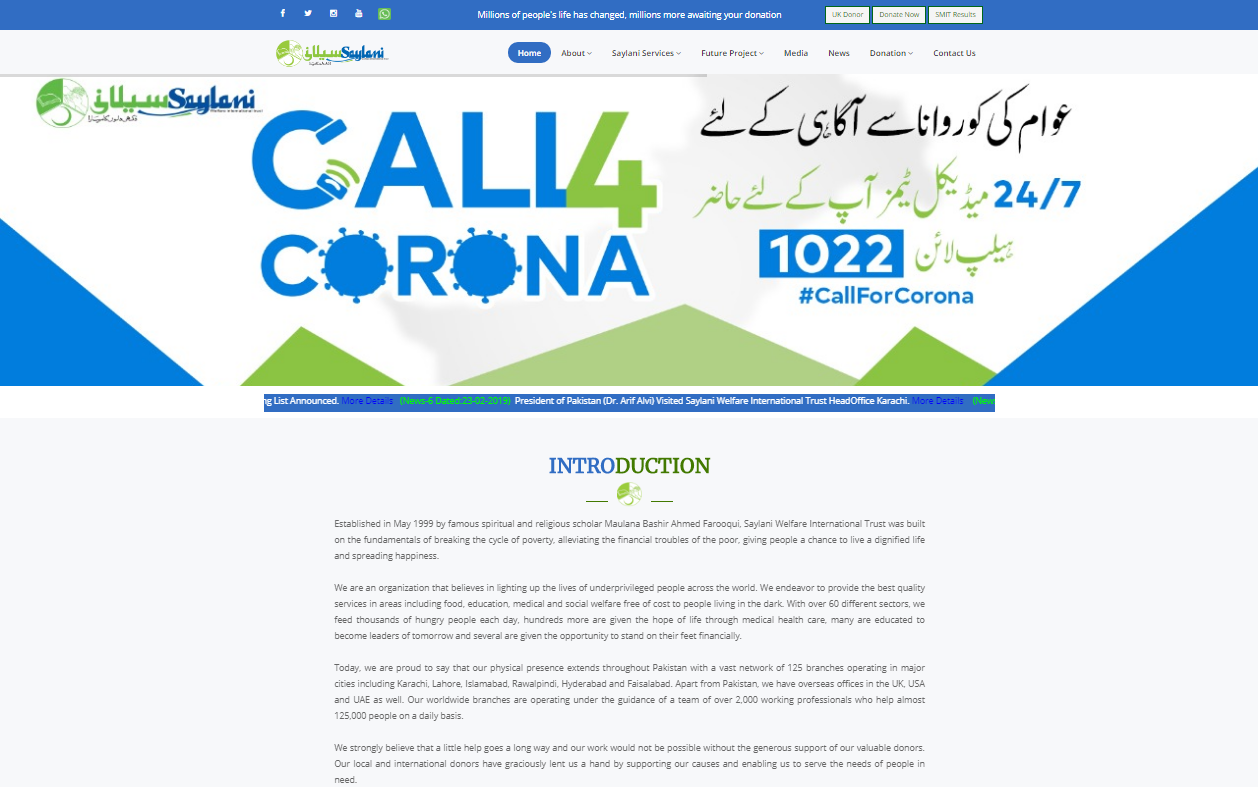 Millions of people's life has changed, millions more awaiting your donation
UK Donor
Donate Now
SMIT Results
سیلانی Saylani
Home
About
Saylani Services
Future Project
Media
News
Donation
Contact Us
سیلانی Saylani
CALL4
CORONA
عوام کی کورونا سے آگاہی کے لئے
24/7 میڈیکل ٹیمز آپ کے لئے حاضر
ہیلپ لائن 1022
#CallForCorona
ng List Announced. More Details (News-6 Dated:23-02-2019) President of Pakistan (Dr. Arif Alvi) Visited Saylani Welfare International Trust HeadOffice Karachi. More Details (New
INTRODUCTION
Established in May 1999 by famous spiritual and religious scholar Maulana Bashir Ahmed Farooqui, Saylani Welfare International Trust was built
on the fundamentals of breaking the cycle of poverty, alleviating the financial troubles of the poor, giving people a chance to live a dignified life
and spreading happiness.
We are an organization that believes in lighting up the lives of underprivileged people across the world. We endeavor to provide the best quality
services in areas including food, education, medical and social welfare free of cost to people living in the dark. With over 60 different sectors, we
feed thousands of hungry people each day, hundreds more are given the hope of life through medical health care, many are educated to
become leaders of tomorrow and several are given the opportunity to stand on their feet financially.
Today, we are proud to say that our physical presence extends throughout Pakistan with a vast network of 125 branches operating in major
cities including Karachi, Lahore, Islamabad, Rawalpindi, Hyderabad and Faisalabad. Apart from Pakistan, we have overseas offices in the UK, USA
and UAE as well. Our worldwide branches are operating under the guidance of a team of over 2,000 working professionals who help almost
125,000 people on a daily basis.
We strongly believe that a little help goes a long way and our work would not be possible without the generous support of our valuable donors.
Our local and international donors have graciously lent us a hand by supporting our causes and enabling us to serve the needs of people in
need.